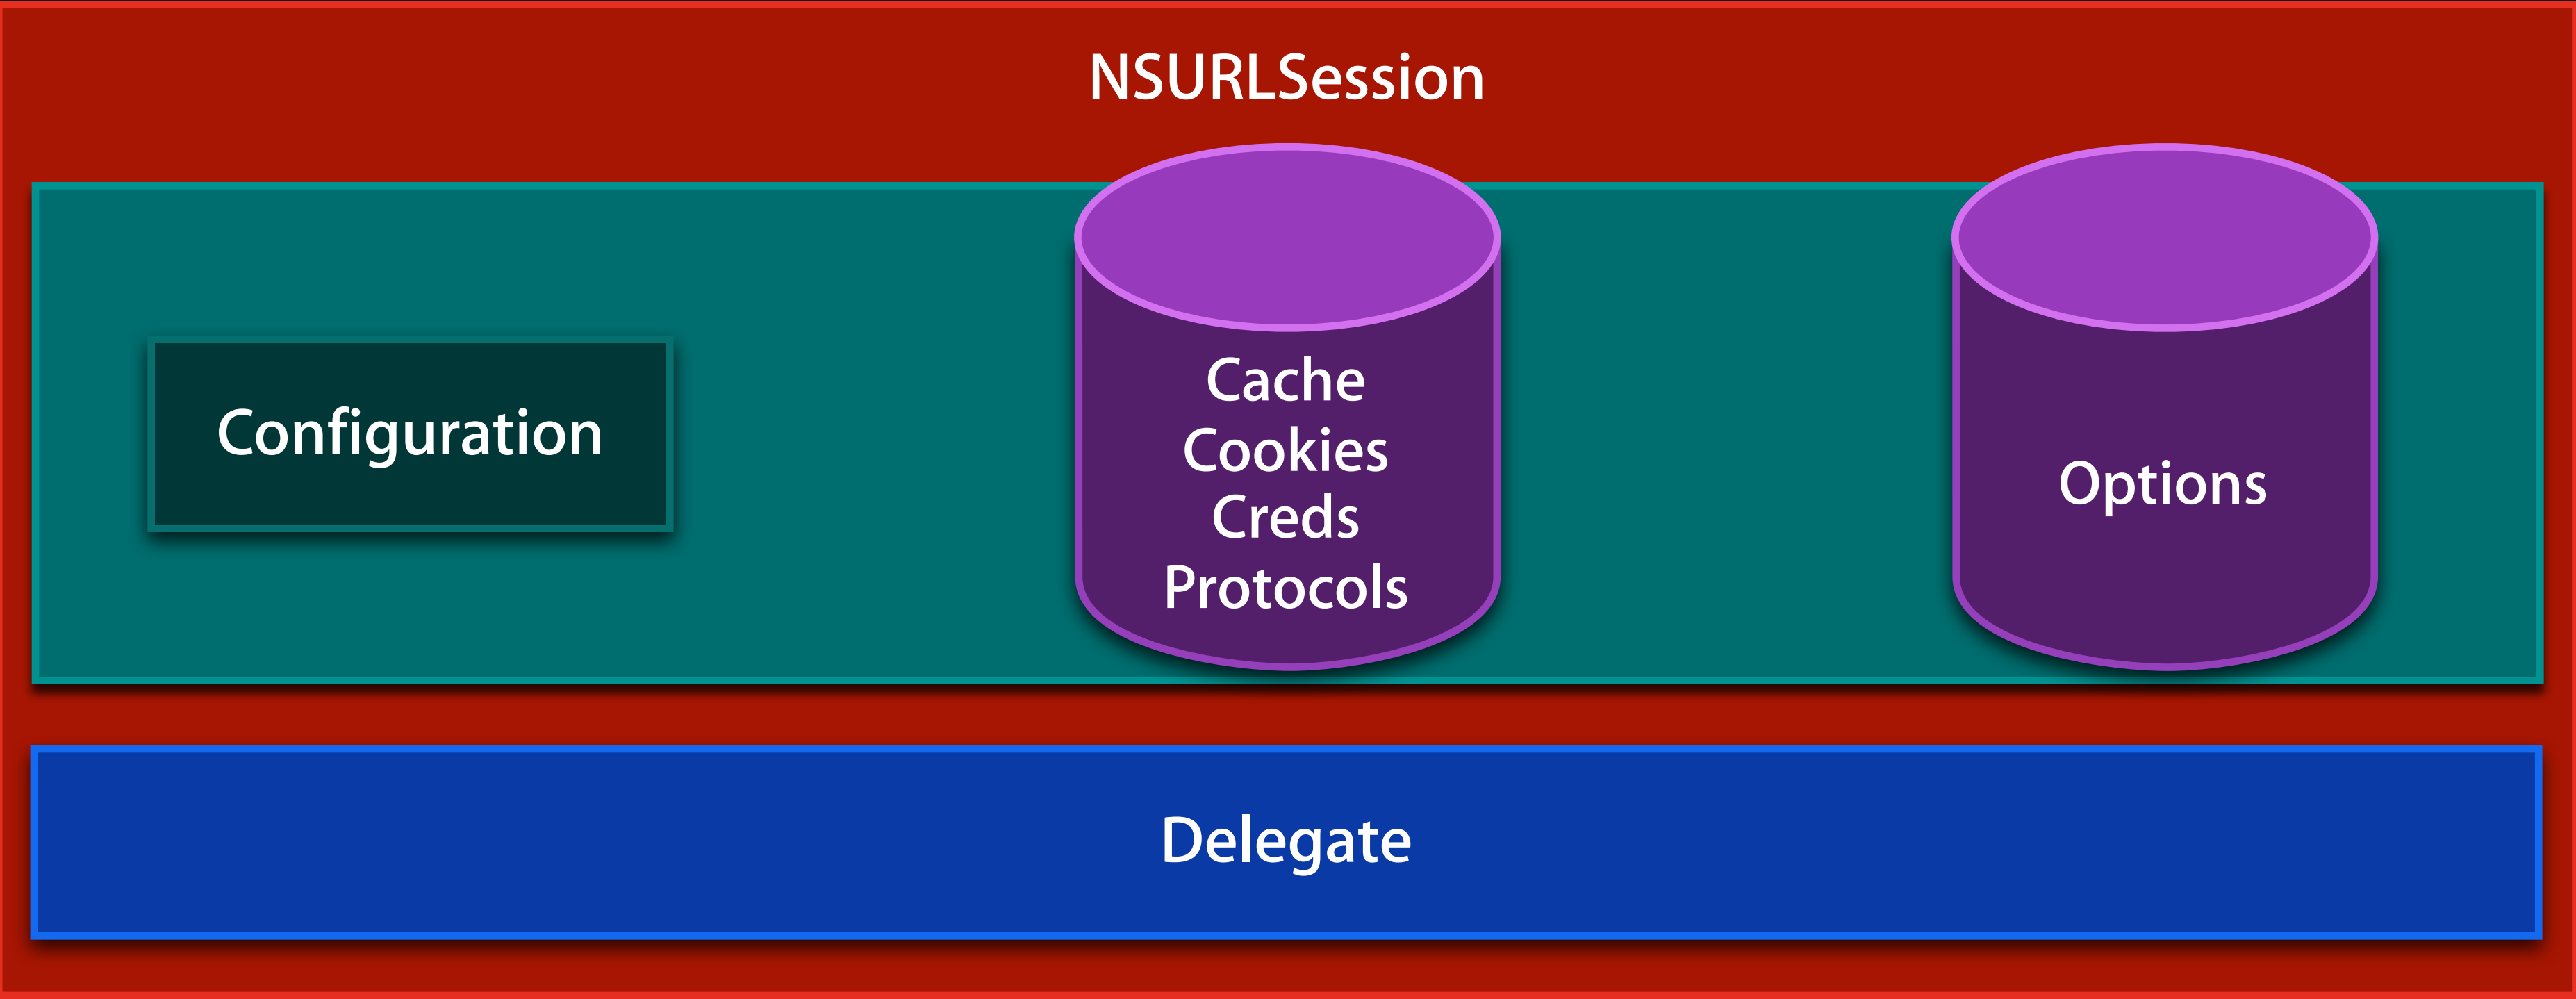 NSURLSession
Configuration
Cache
Cookies
Creds
Protocols
Options
Delegate